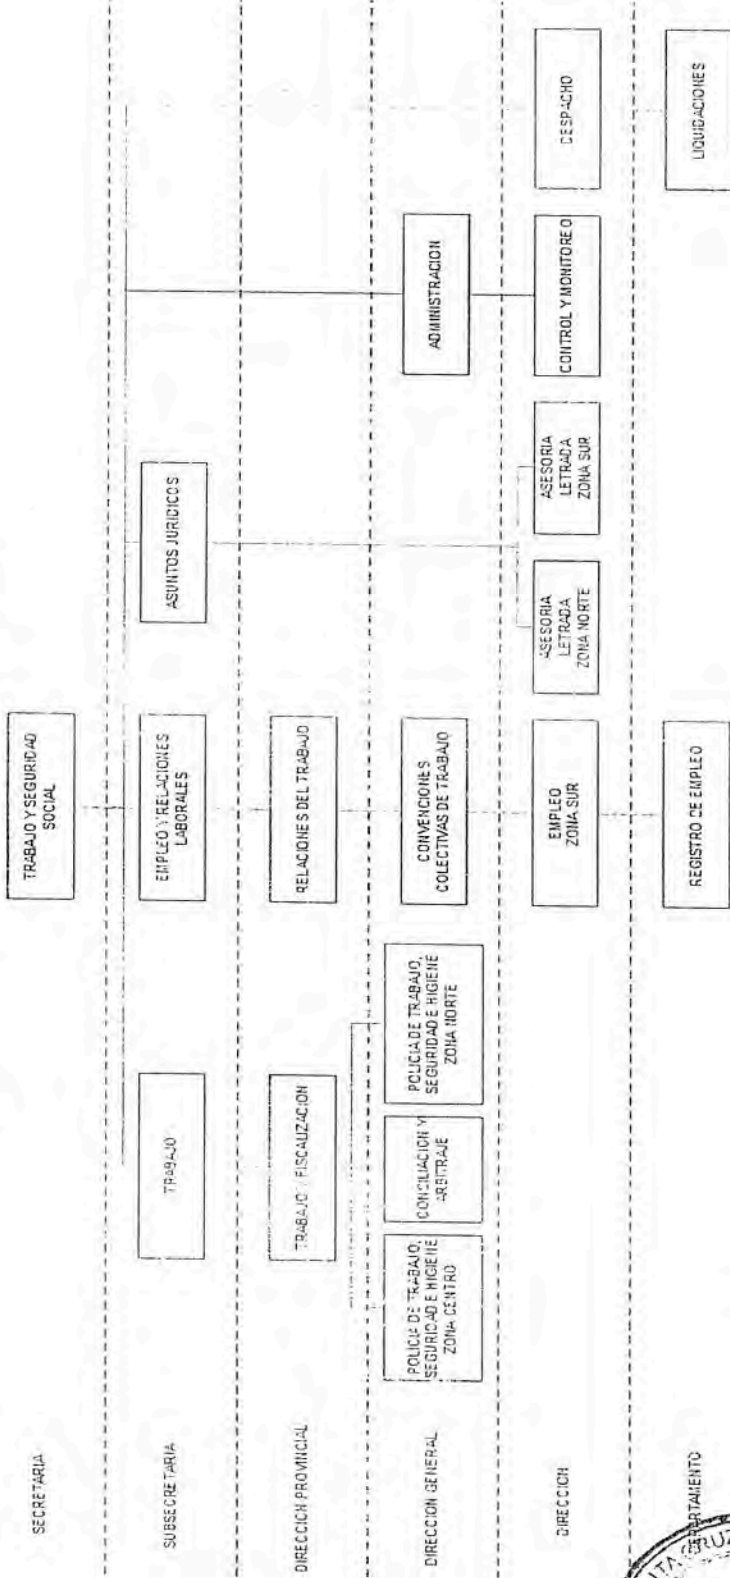 SECRETARIA
TRABAJO Y SEGURIDAD
SOCIAL
SUBSECRETARIA
TRABAJO
EMPLEO Y RELACIONES
LABORALES
ASUNTOS JURIDICOS
DIRECCION PROVINCIAL
TRABAJO Y FISCALIZACION
RELACIONES DEL TRABAJO
DIRECCION GENERAL
POLICIA DE TRABAJO,
SEGURIDAD E HIGIENE
ZONA CENTRO
CONCILIACION Y
ARBITRAJE
POLICIA DE TRABAJO,
SEGURIDAD E HIGIENE
ZONA NORTE
CONVENCIONES
COLECTIVAS DE TRABAJO
ADMINISTRACION
DIRECCION
EMPLEO
ZONA SUR
ASESORIA
LETRADA
ZONA NORTE
ASESORIA
LETRADA
ZONA SUR
CONTROL Y MONITOREO
DESPACHO
DEPARTAMENTO
REGISTRO DE EMPLEO
LIQUIDACIONES